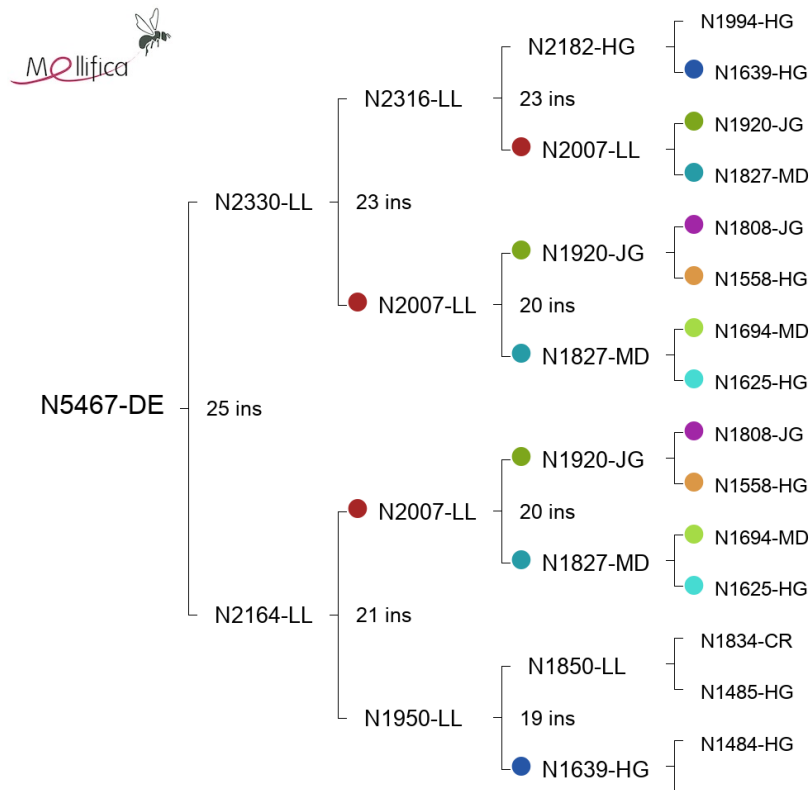 Mellifica
N1994-HG
N2182-HG
N1639-HG
N2316-LL
23 ins
N1920-JG
N2007-LL
N1827-MD
N2330-LL
23 ins
N1808-JG
N1920-JG
N1558-HG
N2007-LL
20 ins
N1694-MD
N1827-MD
N1625-HG
N5467-DE
25 ins
N1808-JG
N1920-JG
N1558-HG
N2007-LL
20 ins
N1694-MD
N1827-MD
N1625-HG
N2164-LL
21 ins
N1834-CR
N1850-LL
N1485-HG
N1950-LL
19 ins
N1484-HG
N1639-HG